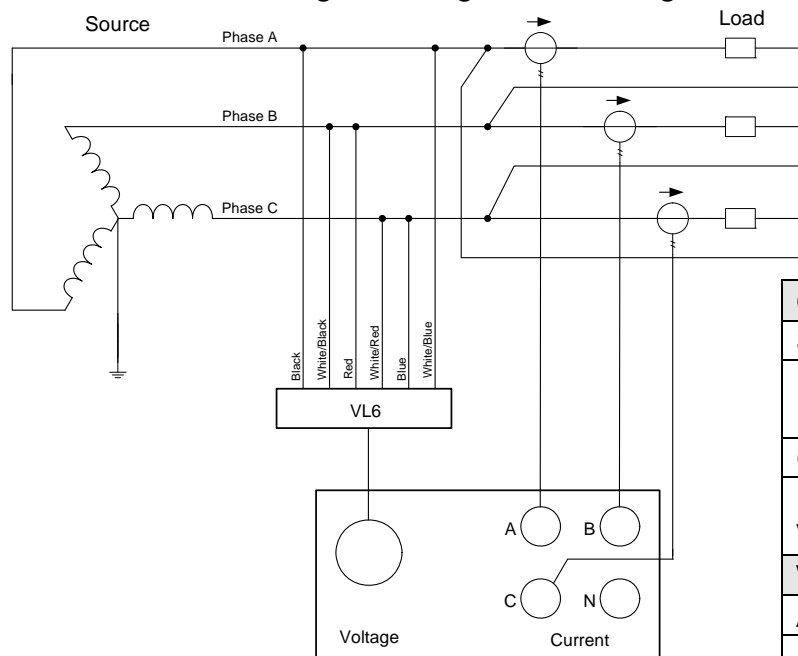 Source
Load
Phase A
Phase B
Phase C
Black
White/Black
Red
White/Red
Blue
White/Blue
VL6
A
B
C
N
Voltage
Current